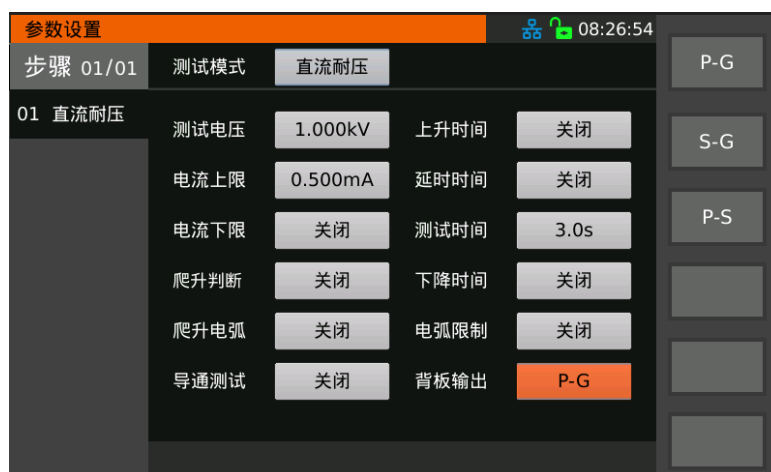 参数设置 08:26:54
步骤 01/01 测试模式 直流耐压 P-G
01 直流耐压
测试电压 1.000kV 上升时间 关闭 S-G
电流上限 0.500mA 延时时间 关闭
电流下限 关闭 测试时间 3.0s P-S
爬升判断 关闭 下降时间 关闭
爬升电弧 关闭 电弧限制 关闭
导通测试 关闭 背板输出 P-G